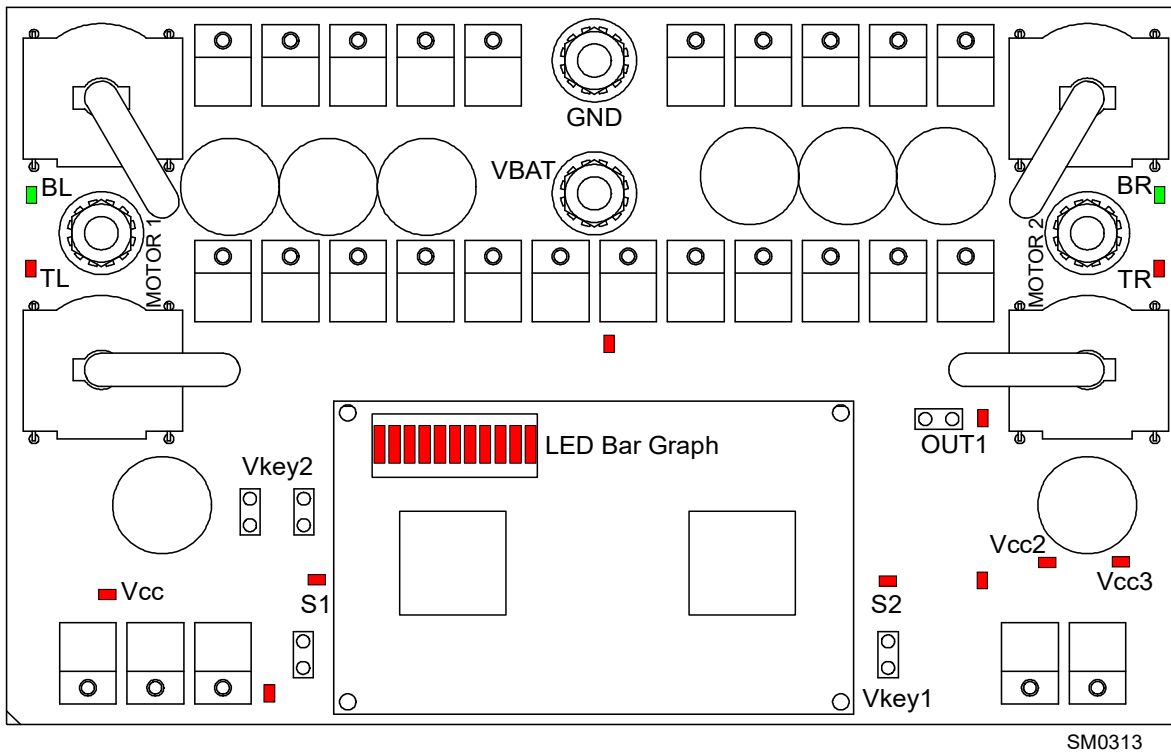 GND
VBAT
BL
BR
MOTOR 1
MOTOR 2
TL
TR
LED Bar Graph
OUT1
Vkey2
Vcc2
Vcc3
Vcc
S1
S2
Vkey1
SM0313